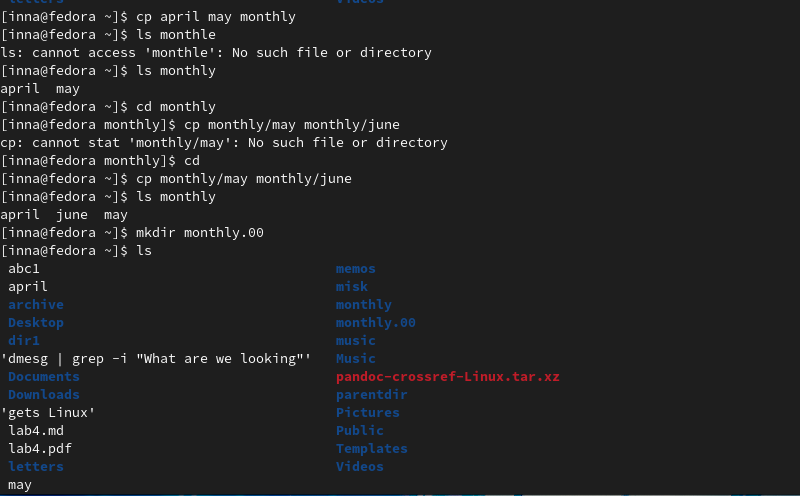 letters Videos
[inna@fedora ~]$ cp april may monthly
[inna@fedora ~]$ ls monthle
ls: cannot access 'monthle': No such file or directory
[inna@fedora ~]$ ls monthly
april  may
[inna@fedora ~]$ cd monthly
[inna@fedora monthly]$ cp monthly/may monthly/june
cp: cannot stat 'monthly/may': No such file or directory
[inna@fedora monthly]$ cd
[inna@fedora ~]$ cp monthly/may monthly/june
[inna@fedora ~]$ ls monthly
april  june  may
[inna@fedora ~]$ mkdir monthly.00
[inna@fedora ~]$ ls
abc1 memos
april misk
archive monthly
Desktop monthly.00
dir1 music
'dmesg | grep -i "What are we looking"' Music
Documents pandoc-crossref-Linux.tar.xz
Downloads parentdir
'gets Linux' Pictures
lab4.md Public
lab4.pdf Templates
letters Videos
may